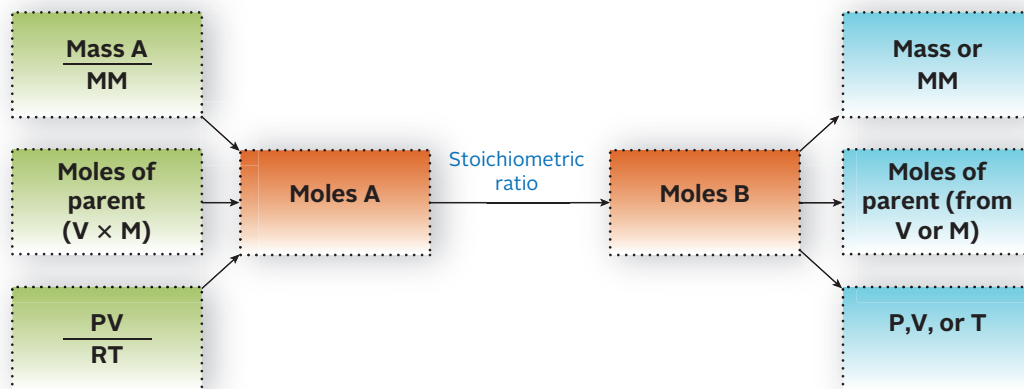 Mass A
MM
Moles of
parent
(V × M)
PV
RT
Moles A
Stoichiometric
ratio
Moles B
Mass or
MM
Moles of
parent (from
V or M)
P,V, or T